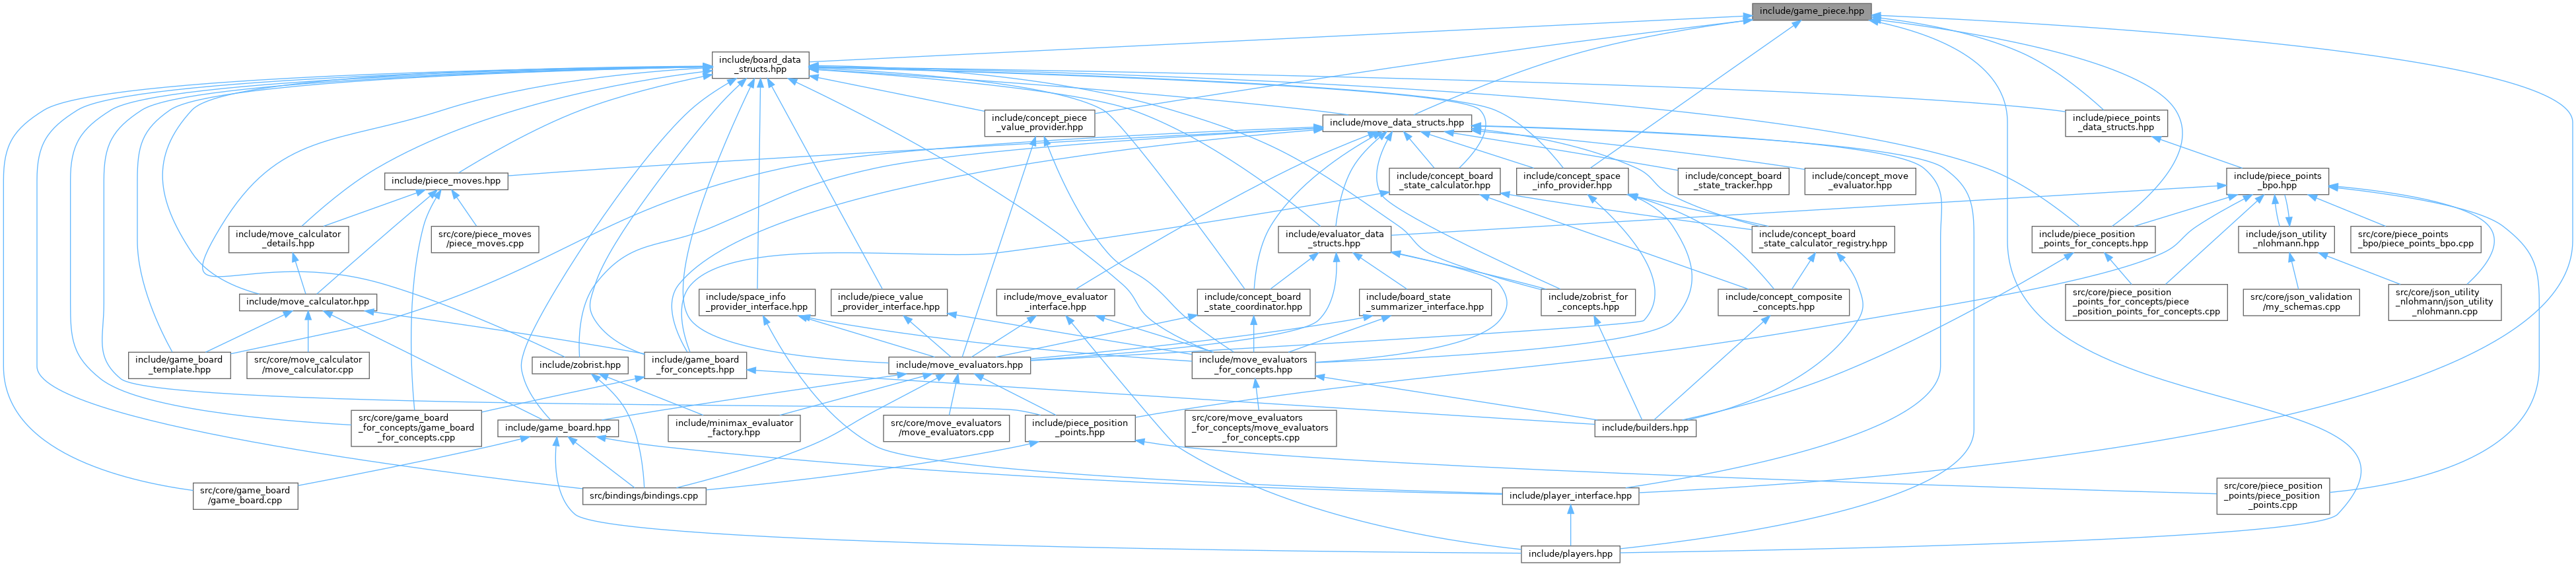 include/game_piece.hpp
include/board_data
_structs.hpp
include/concept_piece
_value_provider.hpp
include/move_data_structs.hpp
include/piece_points
_data_structs.hpp
include/piece_moves.hpp
include/concept_board
_state_calculator.hpp
include/concept_space
_info_provider.hpp
include/concept_board
_state_tracker.hpp
include/concept_move
_evaluator.hpp
include/piece_points
_bpo.hpp
include/move_calculator
_details.hpp
src/core/piece_moves
/piece_moves.cpp
include/evaluator_data
_structs.hpp
include/concept_board
_state_calculator_registry.hpp
include/piece_position
_points_for_concepts.hpp
include/json_utility
_nlohmann.hpp
src/core/piece_points
_bpo/piece_points_bpo.cpp
include/move_calculator.hpp
include/space_info
_provider_interface.hpp
include/piece_value
_provider_interface.hpp
include/move_evaluator
_interface.hpp
include/concept_board
_state_coordinator.hpp
include/board_state
_summarizer_interface.hpp
include/zobrist_for
_concepts.hpp
include/concept_composite
_concepts.hpp
src/core/piece_position
_points_for_concepts/piece
_position_points_for_concepts.cpp
src/core/json_validation
/my_schemas.cpp
src/core/json_utility
_nlohmann/json_utility
_nlohmann.cpp
include/game_board
_template.hpp
src/core/move_calculator
/move_calculator.cpp
include/zobrist.hpp
include/game_board
_for_concepts.hpp
include/move_evaluators.hpp
include/move_evaluators
_for_concepts.hpp
src/core/game_board
_for_concepts/game_board
_for_concepts.cpp
include/game_board.hpp
include/minimax_evaluator
_factory.hpp
src/core/move_evaluators
/move_evaluators.cpp
include/piece_position
_points.hpp
src/core/move_evaluators
_for_concepts/move_evaluators
_for_concepts.cpp
include/builders.hpp
src/core/game_board
/game_board.cpp
src/bindings/bindings.cpp
include/player_interface.hpp
src/core/piece_position
_points/piece_position
_points.cpp
include/players.hpp